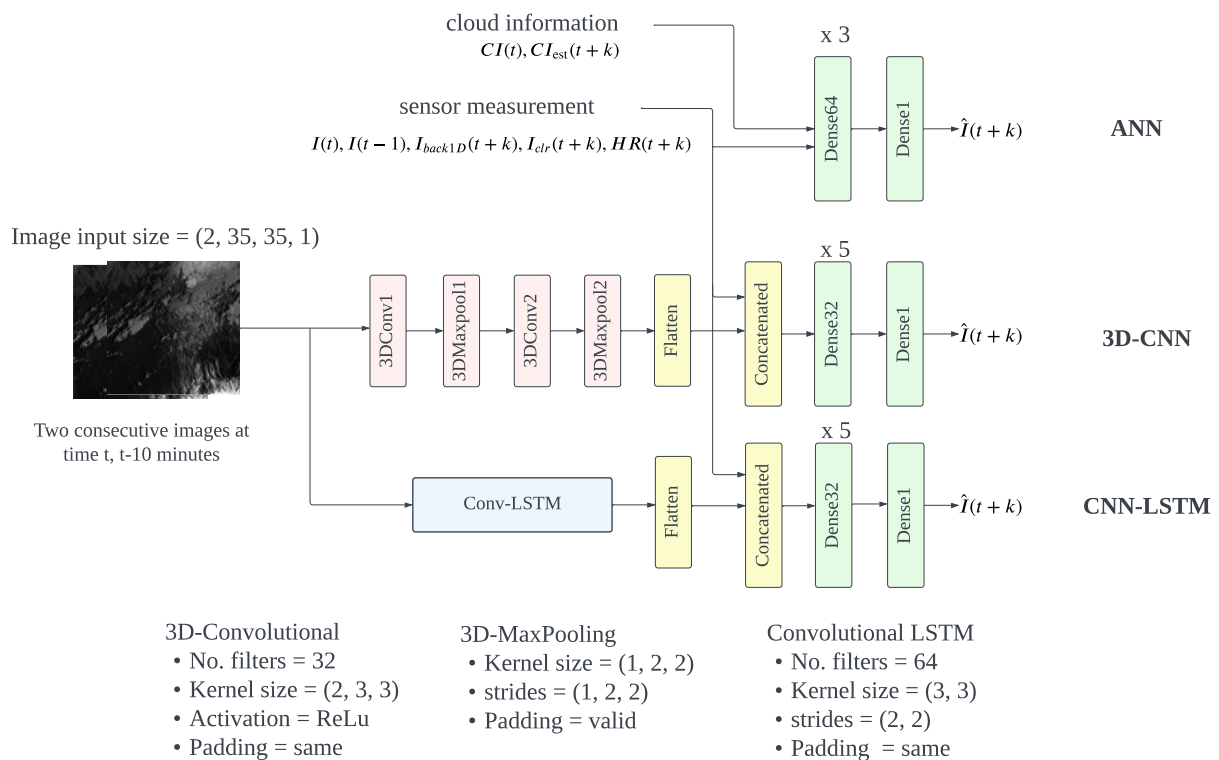 cloud information
CI(t), CI_est(t + k)
sensor measurement
I(t), I(t − 1), I_back1D(t + k), I_clr(t + k), HR(t + k)
x 3
Dense64
Dense1
Î(t + k)
ANN
Image input size = (2, 35, 35, 1)
Two consecutive images at
time t, t-10 minutes
3DConv1
3DMaxpool1
3DConv2
3DMaxpool2
Flatten
Concatenated
x 5
Dense32
Dense1
Î(t + k)
3D-CNN
Conv-LSTM
Flatten
Concatenated
x 5
Dense32
Dense1
Î(t + k)
CNN-LSTM
3D-Convolutional
• No. filters = 32
• Kernel size = (2, 3, 3)
• Activation = ReLu
• Padding = same
3D-MaxPooling
• Kernel size = (1, 2, 2)
• strides = (1, 2, 2)
• Padding = valid
Convolutional LSTM
• No. filters = 64
• Kernel size = (3, 3)
• strides = (2, 2)
• Padding = same